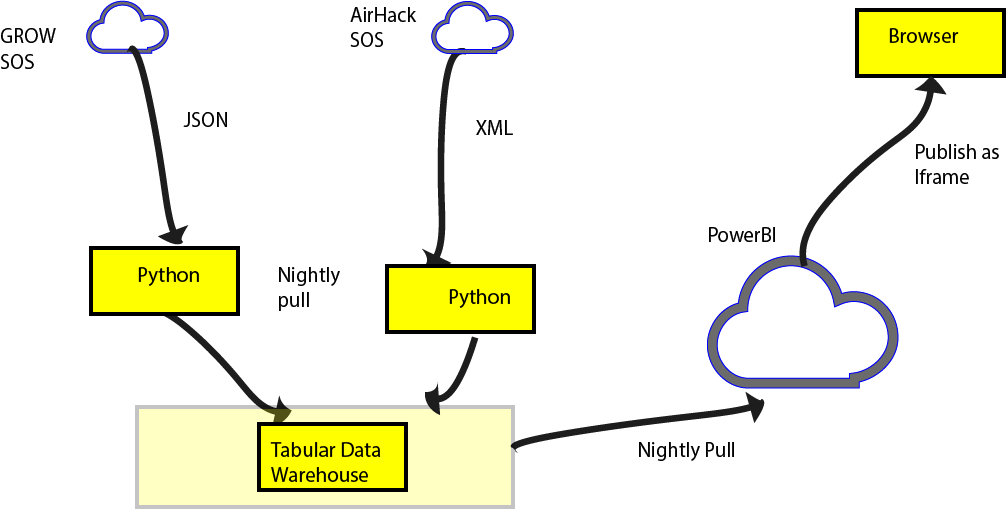 GROW
SOS
AirHack
SOS
Browser
JSON
XML
Publish as
Iframe
PowerBI
Python
Nightly
pull
Python
Tabular Data
Warehouse
Nightly Pull